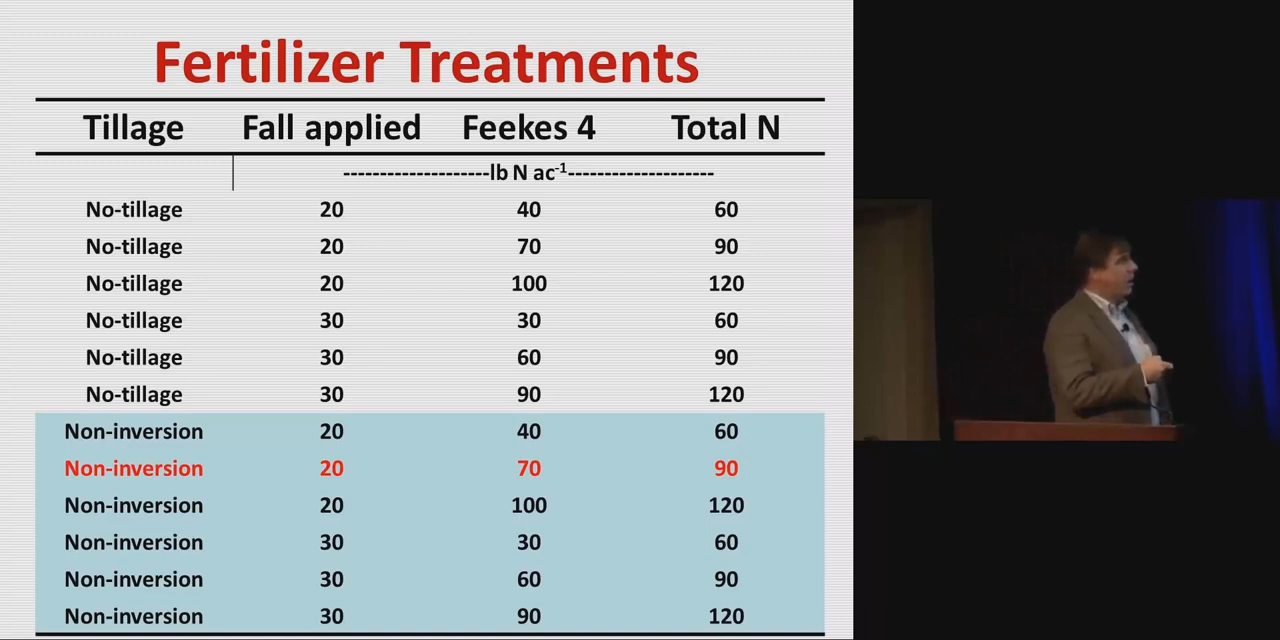 Fertilizer Treatments
Tillage Fall applied Feekes 4 Total N
--------------------lb N ac-1--------------------
No-tillage 20 40 60
No-tillage 20 70 90
No-tillage 20 100 120
No-tillage 30 30 60
No-tillage 30 60 90
No-tillage 30 90 120
Non-inversion 20 40 60
Non-inversion 20 70 90
Non-inversion 20 100 120
Non-inversion 30 30 60
Non-inversion 30 60 90
Non-inversion 30 90 120